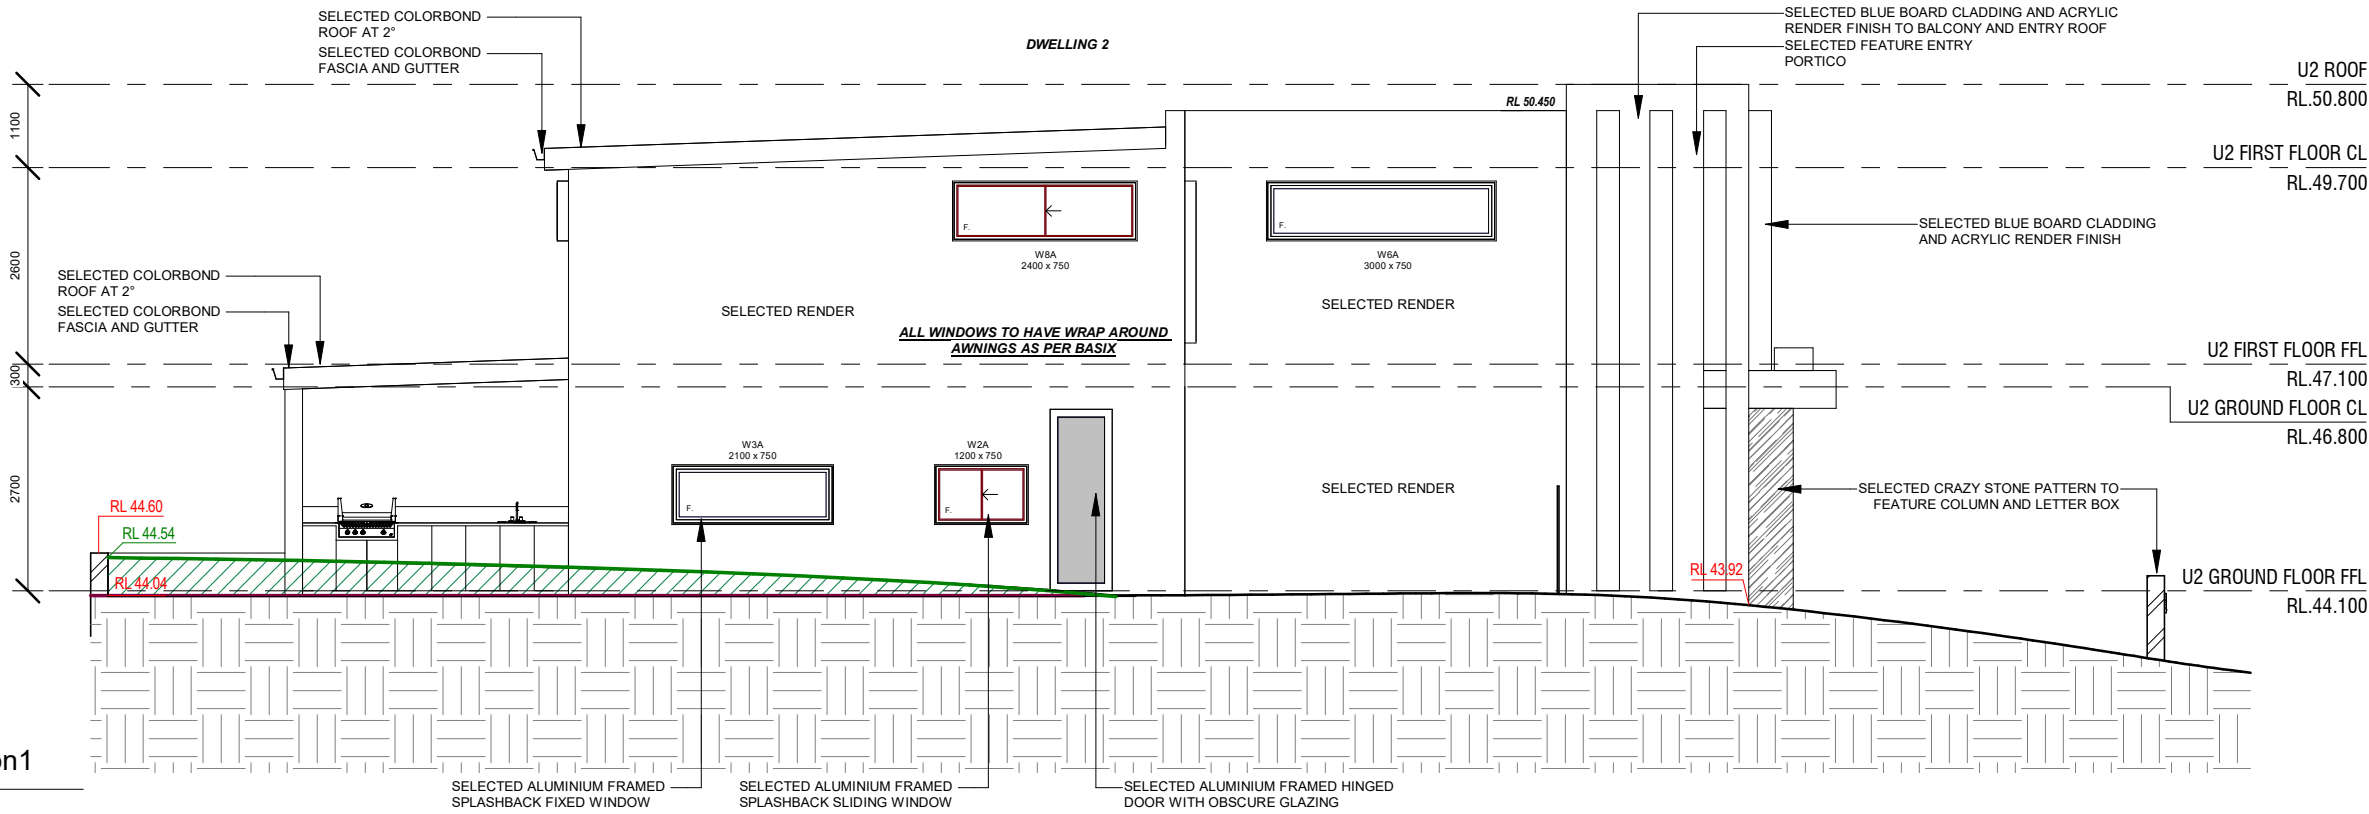 SELECTED COLORBOND
ROOF AT 2°
SELECTED COLORBOND
FASCIA AND GUTTER
DWELLING 2
SELECTED BLUE BOARD CLADDING AND ACRYLIC
RENDER FINISH TO BALCONY AND ENTRY ROOF
SELECTED FEATURE ENTRY
PORTICO
U2 ROOF
RL.50.800
RL 50.450
1100
U2 FIRST FLOOR CL
RL.49.700
F.
W8A
2400 x 750
F.
W6A
3000 x 750
SELECTED BLUE BOARD CLADDING
AND ACRYLIC RENDER FINISH
2600
SELECTED COLORBOND
ROOF AT 2°
SELECTED COLORBOND
FASCIA AND GUTTER
SELECTED RENDER
SELECTED RENDER
ALL WINDOWS TO HAVE WRAP AROUND
AWNINGS AS PER BASIX
U2 FIRST FLOOR FFL
RL.47.100
300
U2 GROUND FLOOR CL
RL.46.800
W3A
2100 x 750
F.
W2A
1200 x 750
SELECTED RENDER
2700
SELECTED CRAZY STONE PATTERN TO
FEATURE COLUMN AND LETTER BOX
RL 44.60
RL 44.54
RL 44.04
RL 43.92
U2 GROUND FLOOR FFL
RL.44.100
on1
SELECTED ALUMINIUM FRAMED
SPLASHBACK FIXED WINDOW
SELECTED ALUMINIUM FRAMED
SPLASHBACK SLIDING WINDOW
SELECTED ALUMINIUM FRAMED HINGED
DOOR WITH OBSCURE GLAZING